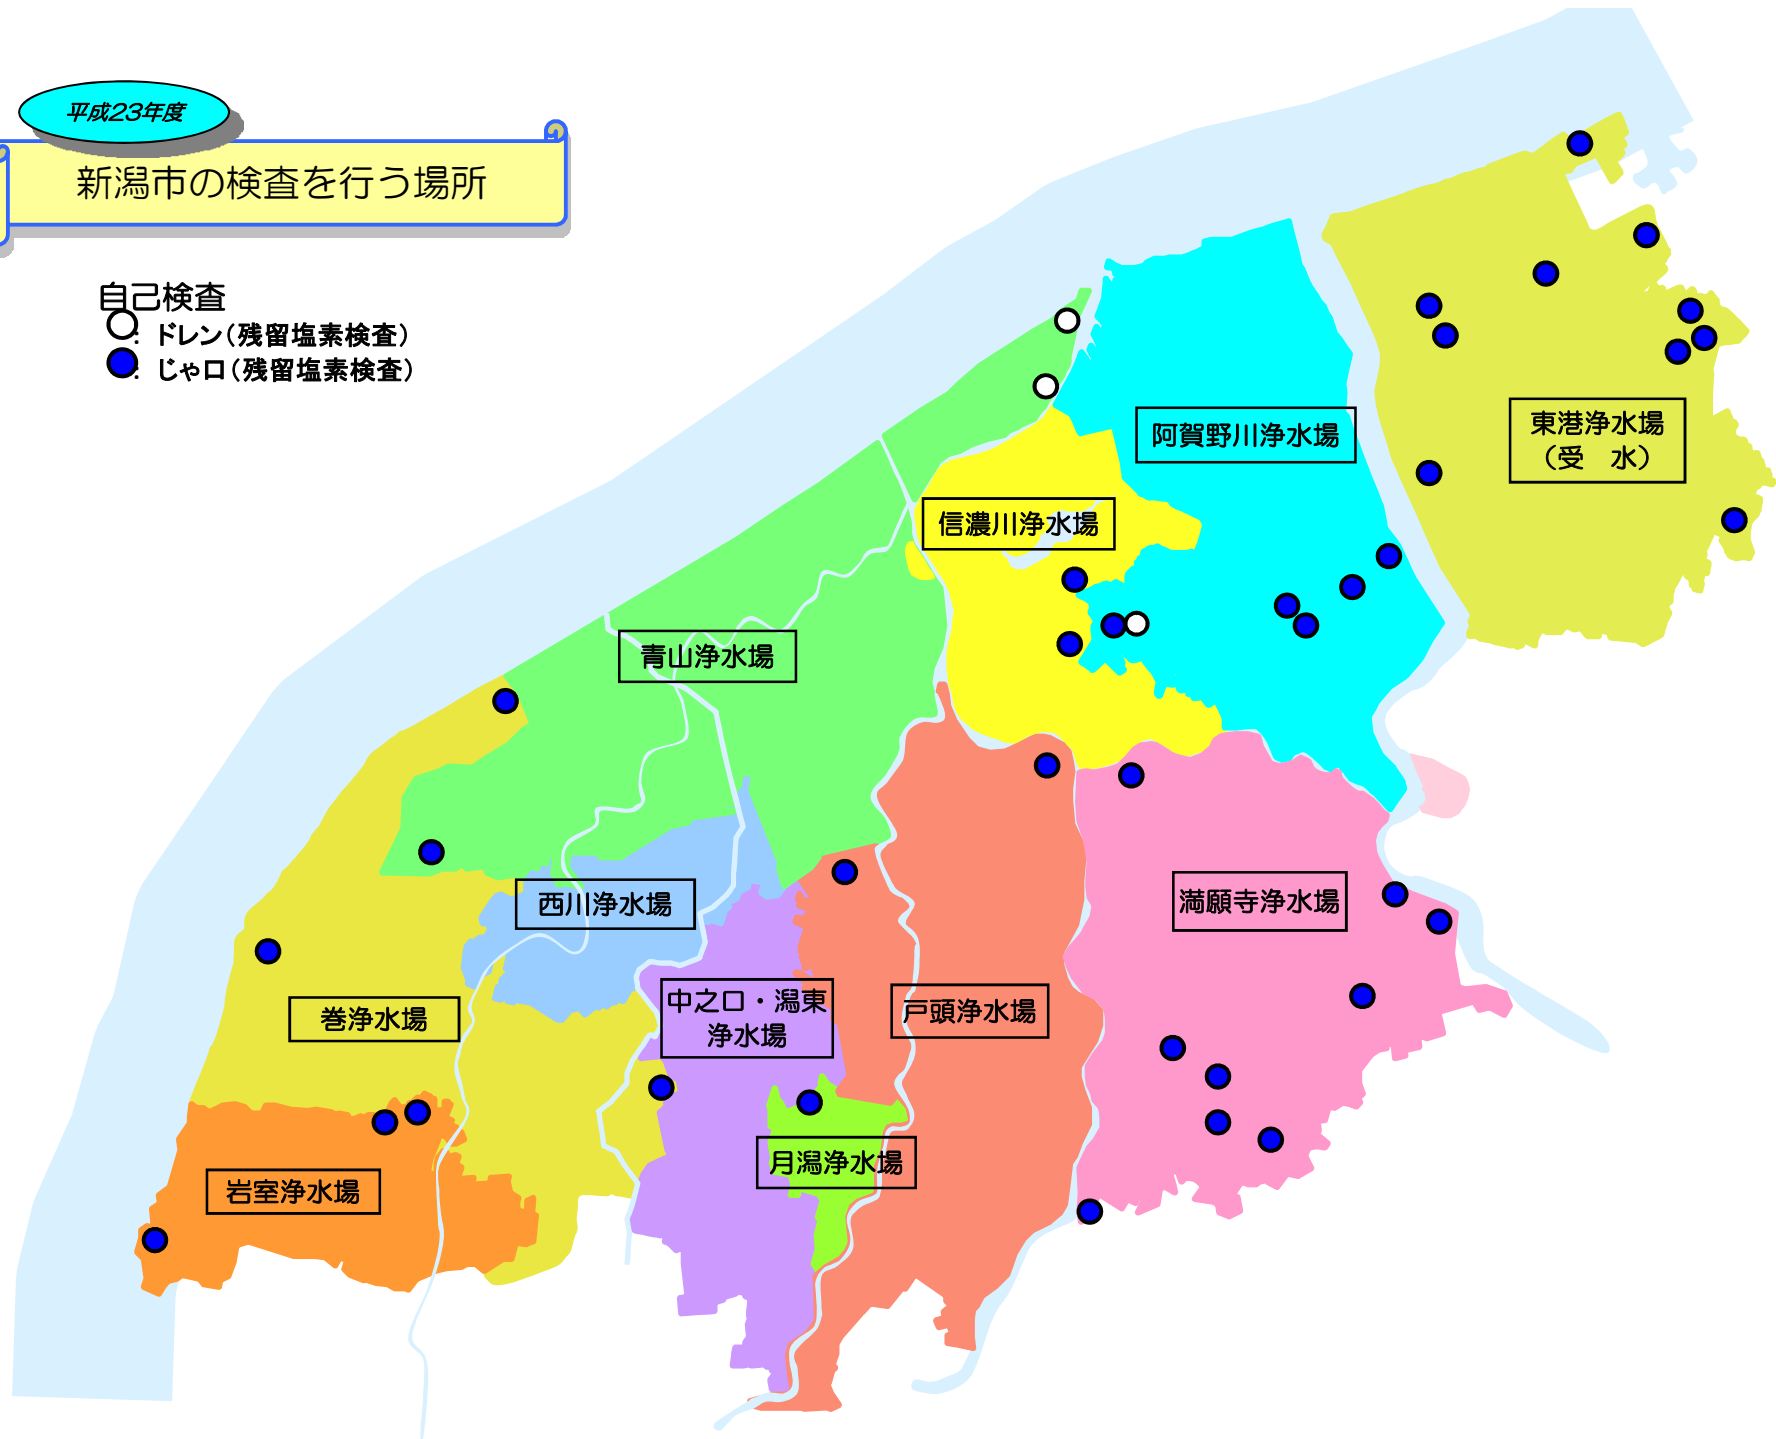 平成23年度
新潟市の検査を行う場所
自己検査
：ドレン（残留塩素検査）
：じゃ口（残留塩素検査）
阿賀野川浄水場
東港浄水場
（受　水）
信濃川浄水場
青山浄水場
西川浄水場
満願寺浄水場
巻浄水場
中之口・潟東
浄水場
戸頭浄水場
月潟浄水場
岩室浄水場